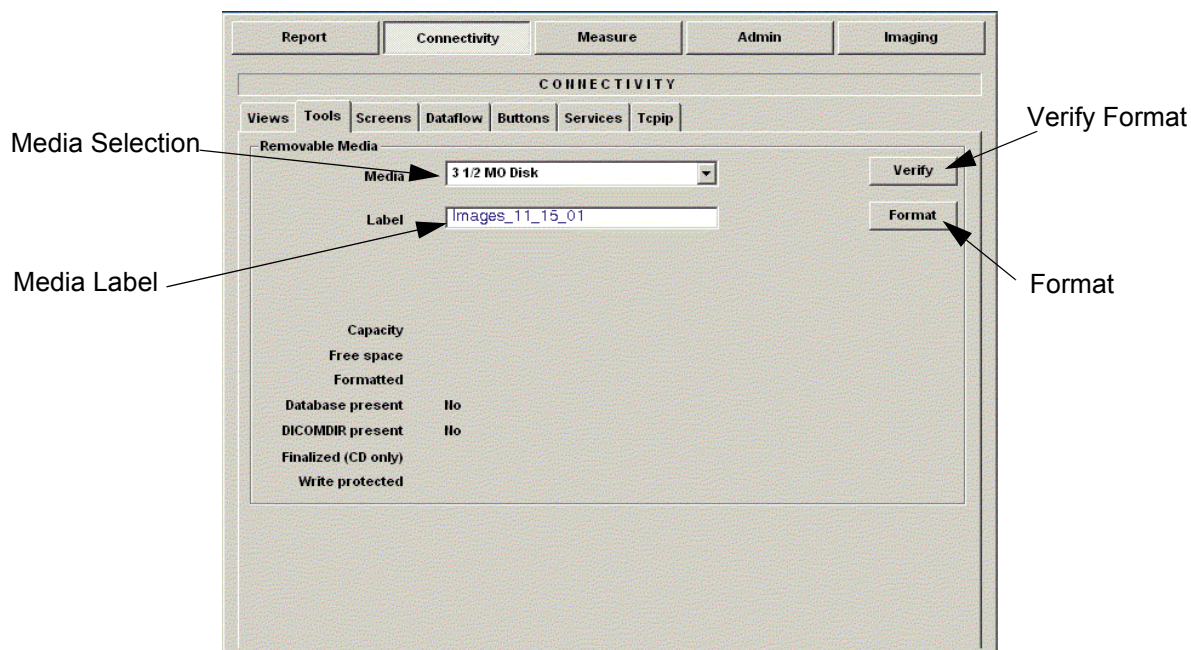 Report Connectivity Measure Admin Imaging
CONNECTIVITY
Views Tools Screens Dataflow Buttons Services Tcpip
Verify Format
Media Selection
Removable Media
Media 3 1/2 MO Disk Verify
Label Images_11_15_01 Format
Media Label
Format
Capacity
Free space
Formatted
Database present No
DICOMDIR present No
Finalized (CD only)
Write protected